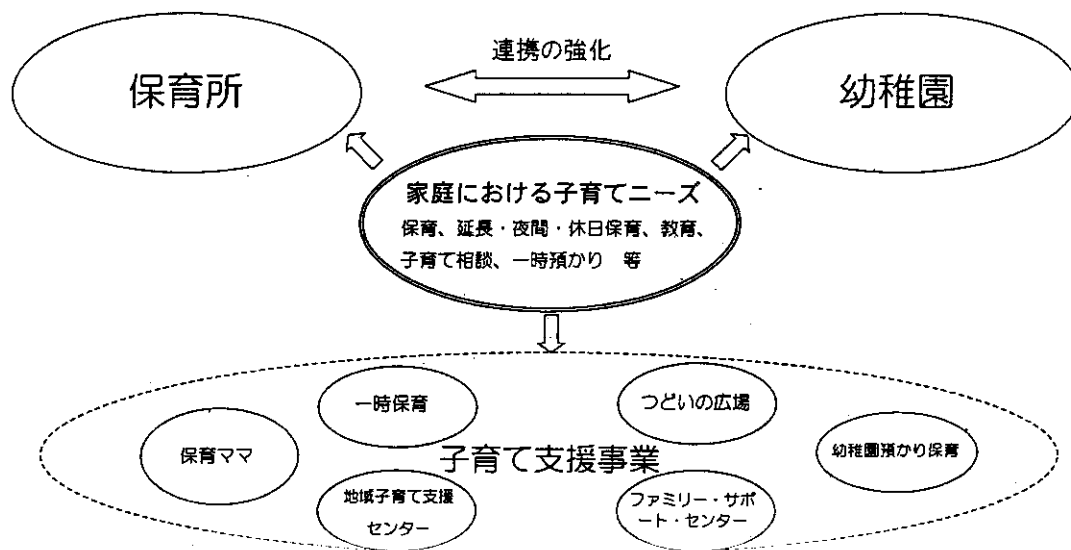 連携の強化
保育所
幼稚園
家庭における子育てニーズ
保育、延長・夜間・休日保育、教育、
子育て相談、一時預かり　等
一時保育
つどいの広場
保育ママ
子育て支援事業
幼稚園預かり保育
地域子育て支援
センター
ファミリー・サポ
ート・センター